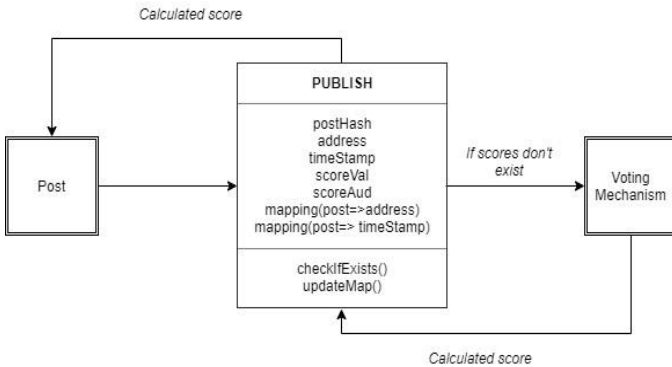 Calculated score
PUBLISH
postHash
address
timeStamp
scoreVal
scoreAud
mapping(post=>address)
mapping(post=> timeStamp)
checkIfExists()
updateMap()
Post
If scores don't
exist
Voting
Mechanism
Calculated score